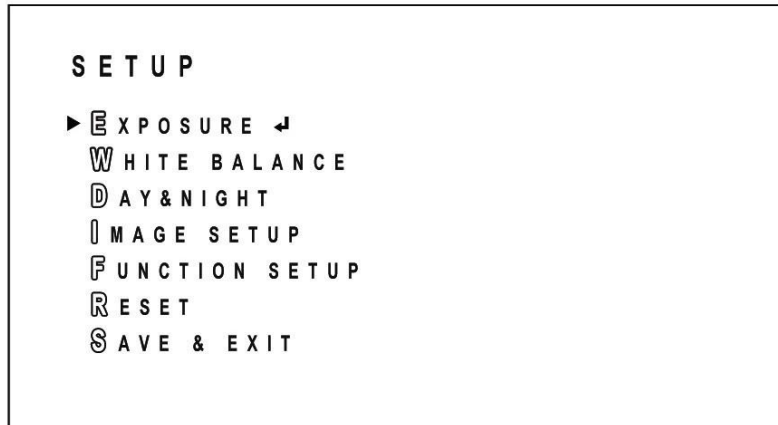 SETUP
▶ EXPOSURE ↲
WHITE BALANCE
DAY&NIGHT
IMAGE SETUP
FUNCTION SETUP
RESET
SAVE & EXIT